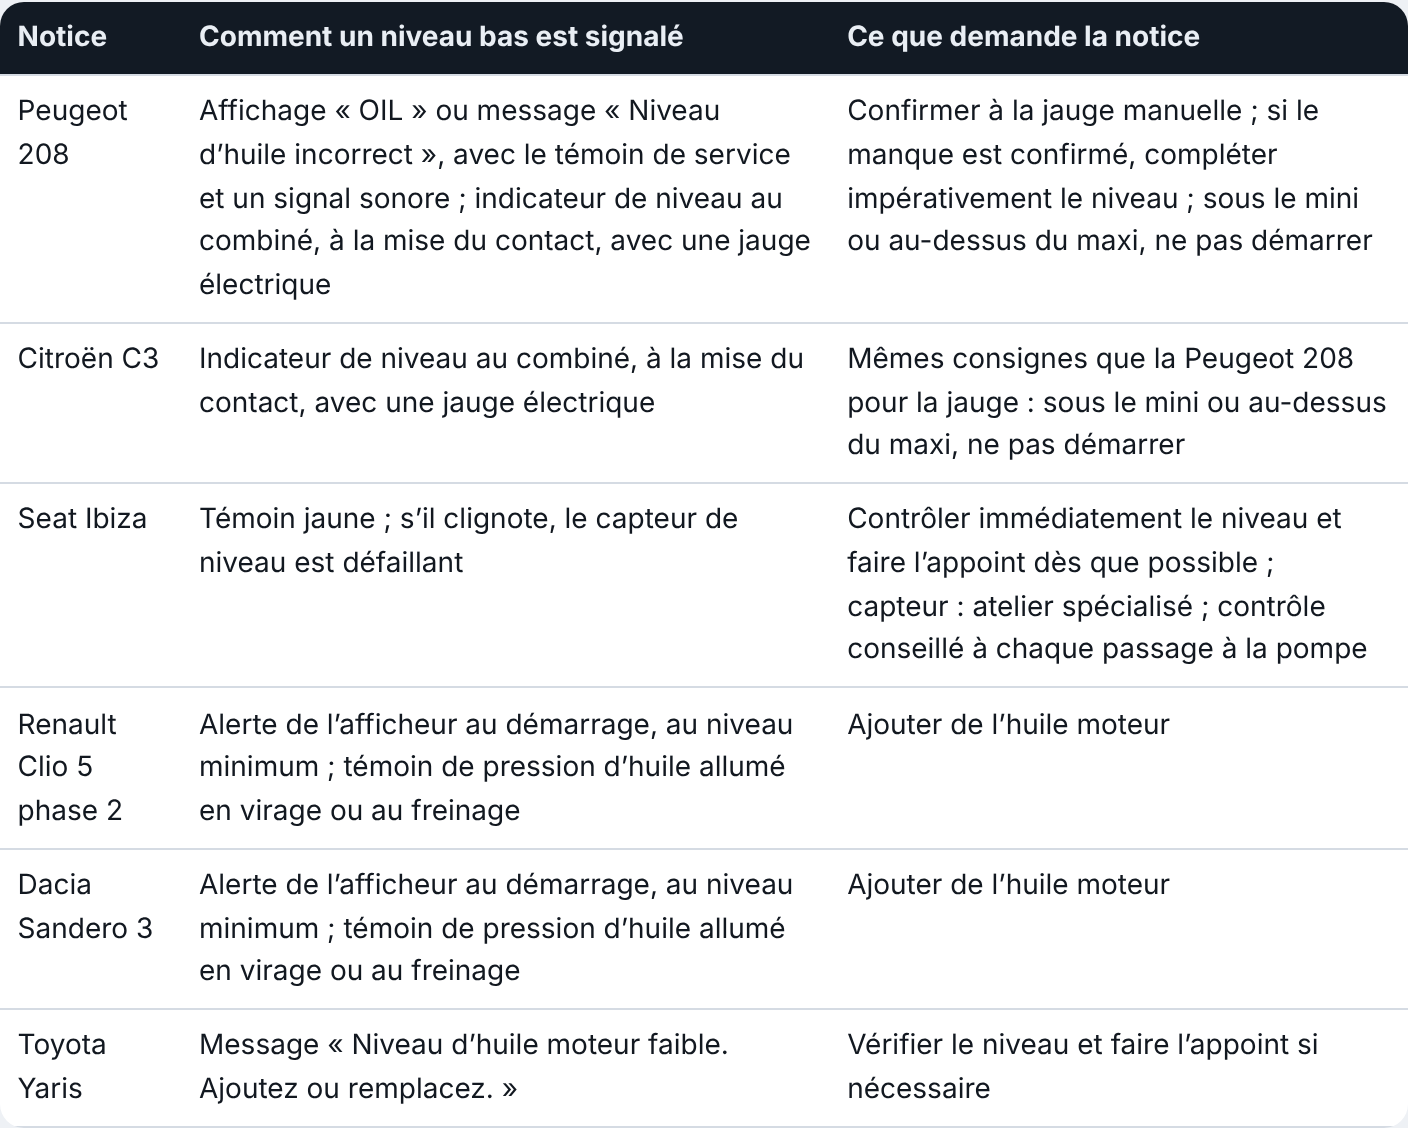 Notice
Comment un niveau bas est signalé
Ce que demande la notice
Peugeot
208
Affichage « OIL » ou message « Niveau
d’huile incorrect », avec le témoin de service
et un signal sonore ; indicateur de niveau au
combiné, à la mise du contact, avec une jauge
électrique
Confirmer à la jauge manuelle ; si le
manque est confirmé, compléter
impérativement le niveau ; sous le mini
ou au-dessus du maxi, ne pas démarrer
Citroën C3
Indicateur de niveau au combiné, à la mise du
contact, avec une jauge électrique
Mêmes consignes que la Peugeot 208
pour la jauge : sous le mini ou au-dessus
du maxi, ne pas démarrer
Seat Ibiza
Témoin jaune ; s’il clignote, le capteur de
niveau est défaillant
Contrôler immédiatement le niveau et
faire l’appoint dès que possible ;
capteur : atelier spécialisé ; contrôle
conseillé à chaque passage à la pompe
Renault
Clio 5
phase 2
Alerte de l’afficheur au démarrage, au niveau
minimum ; témoin de pression d’huile allumé
en virage ou au freinage
Ajouter de l’huile moteur
Dacia
Sandero 3
Alerte de l’afficheur au démarrage, au niveau
minimum ; témoin de pression d’huile allumé
en virage ou au freinage
Ajouter de l’huile moteur
Toyota
Yaris
Message « Niveau d’huile moteur faible.
Ajoutez ou remplacez. »
Vérifier le niveau et faire l’appoint si
nécessaire